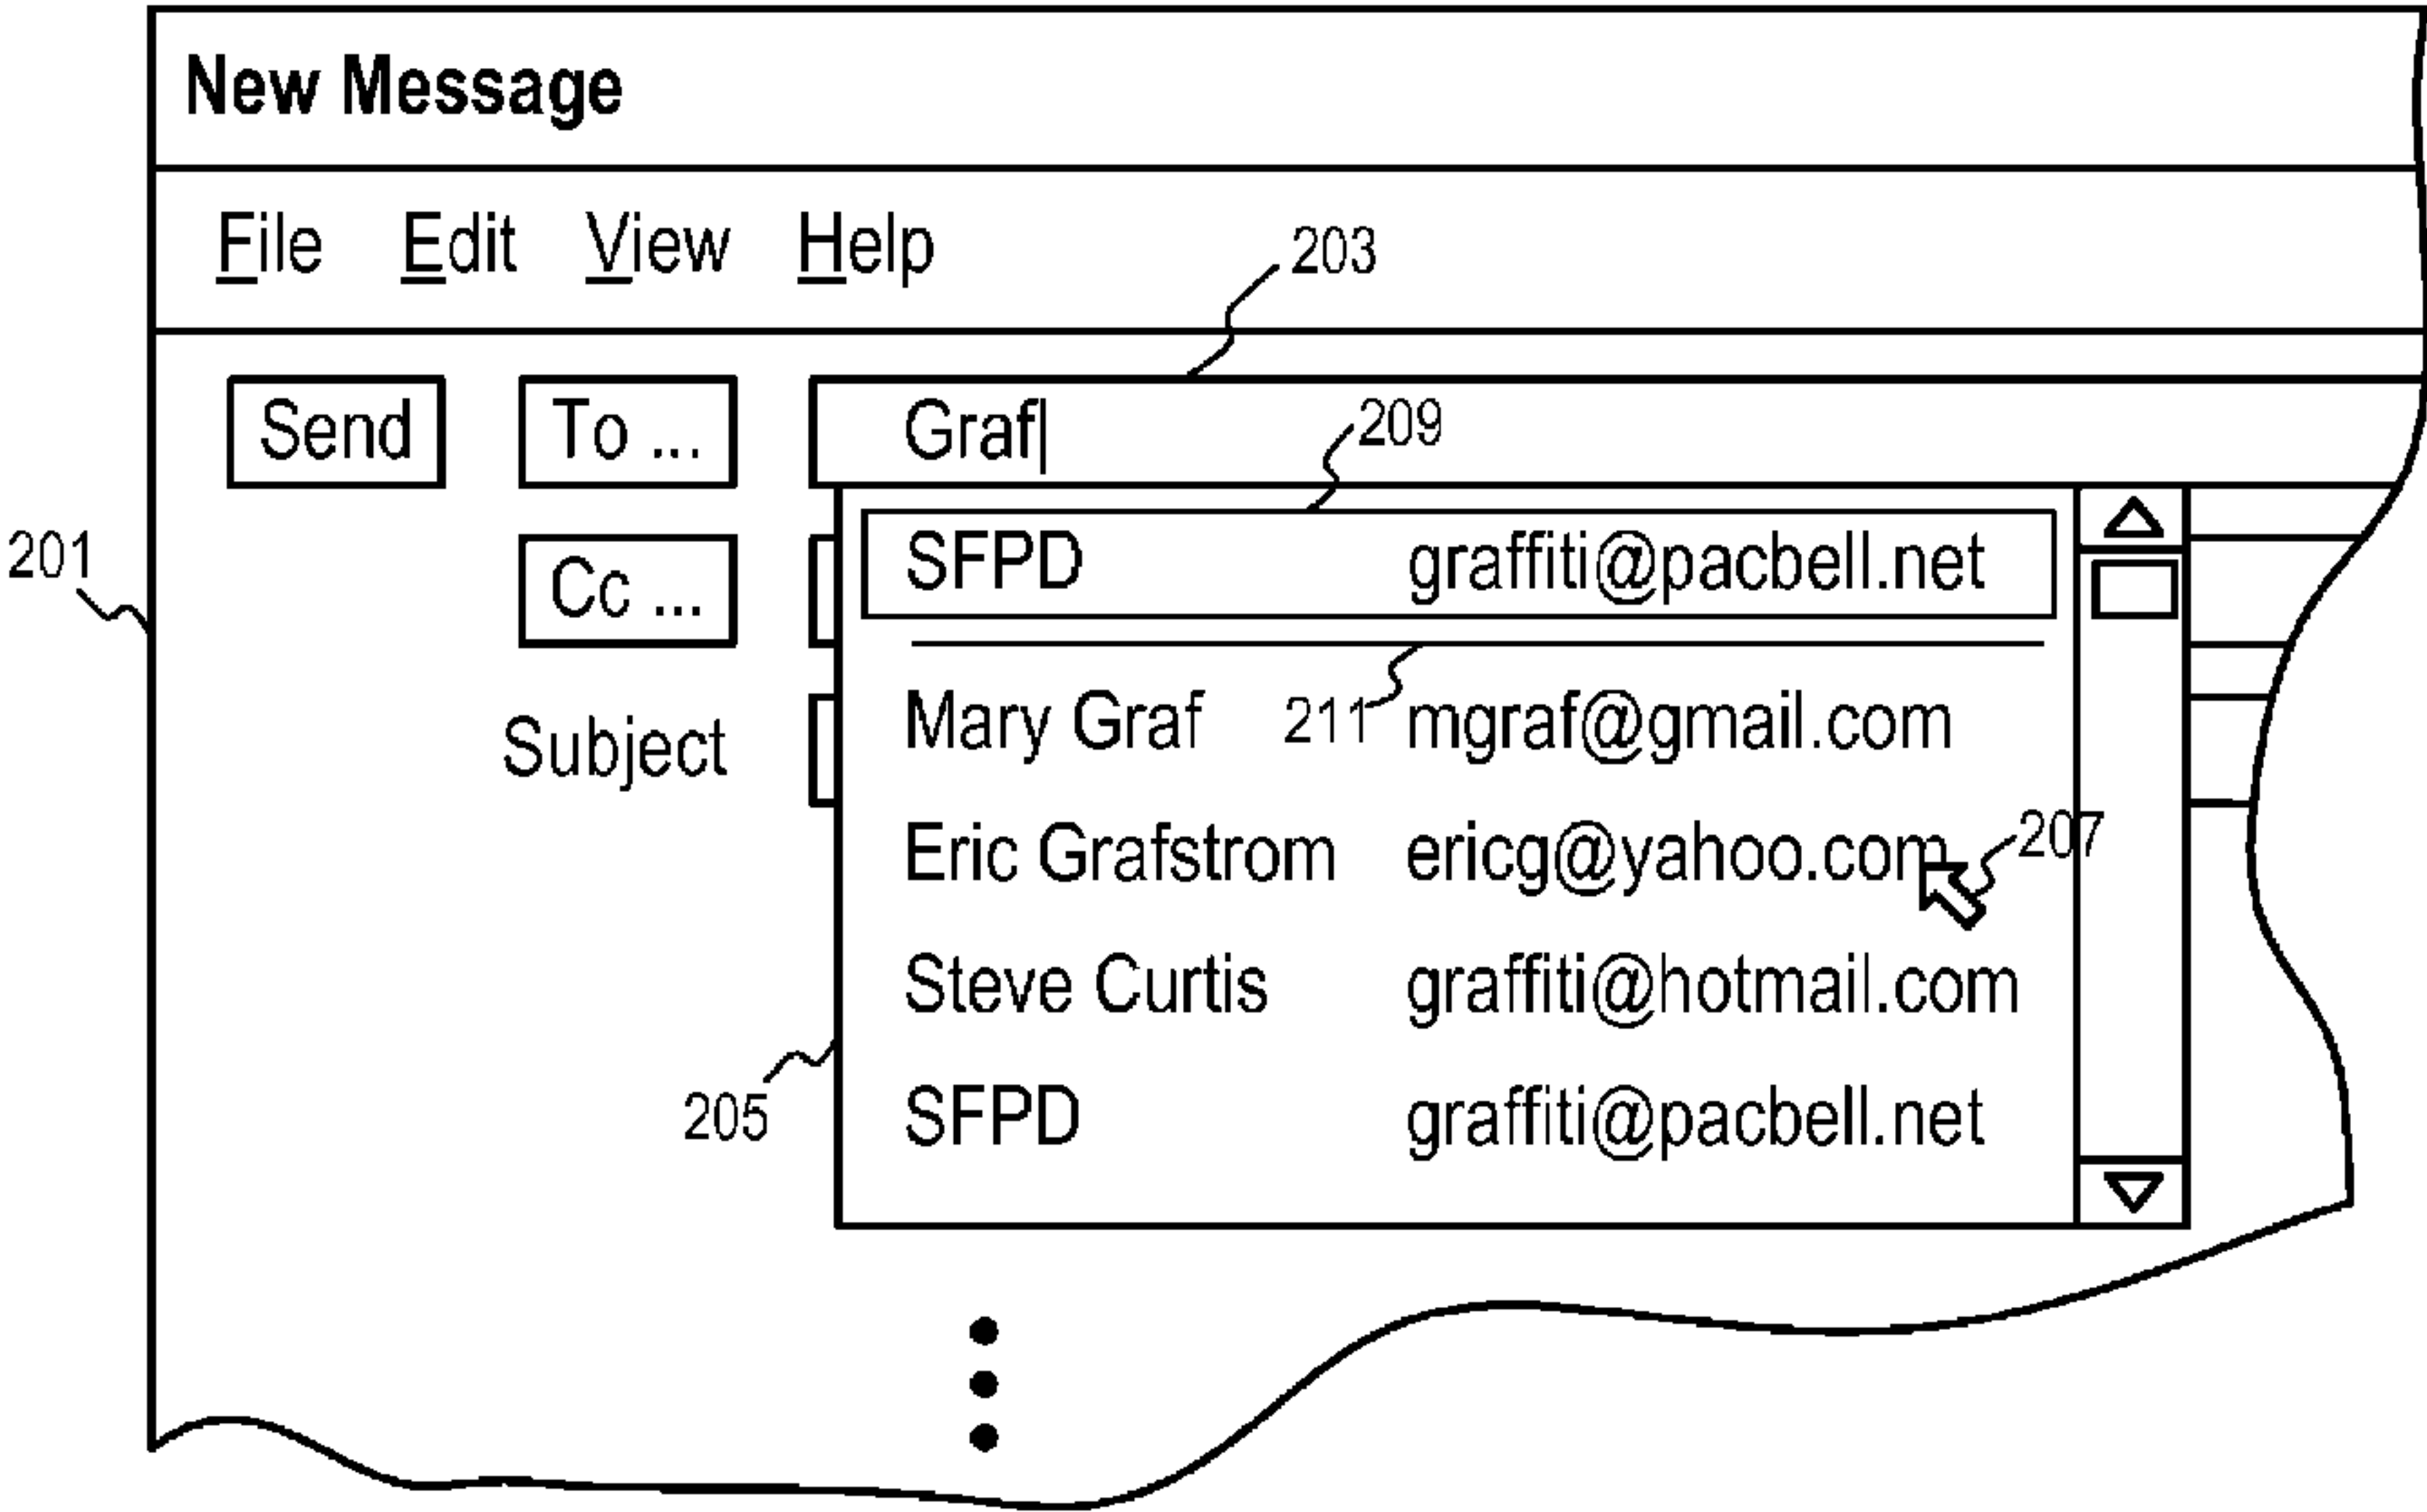 New Message
File Edit View Help
203
Send To ... Graf
209
SFPD graffiti@pacbell.net
201
Cc ...
Subject
Mary Graf 211 mgraf@gmail.com
Eric Grafstrom ericg@yahoo.com 207
Steve Curtis graffiti@hotmail.com
205
SFPD graffiti@pacbell.net